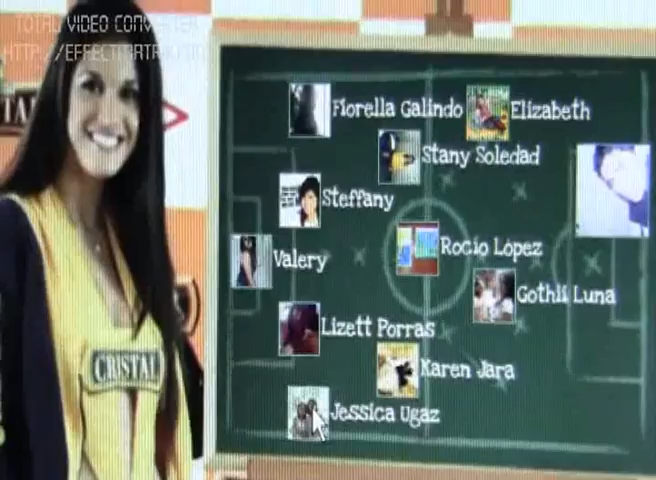 TOTAL VIDEO CONVERTER
Fiorella Galindo
Elizabeth
Stany Soledad
Steffany
Rocio López
Valery
Gothli Luna
Lizett Porras
Karen Jara
Jessica Ugaz
CRISTAL